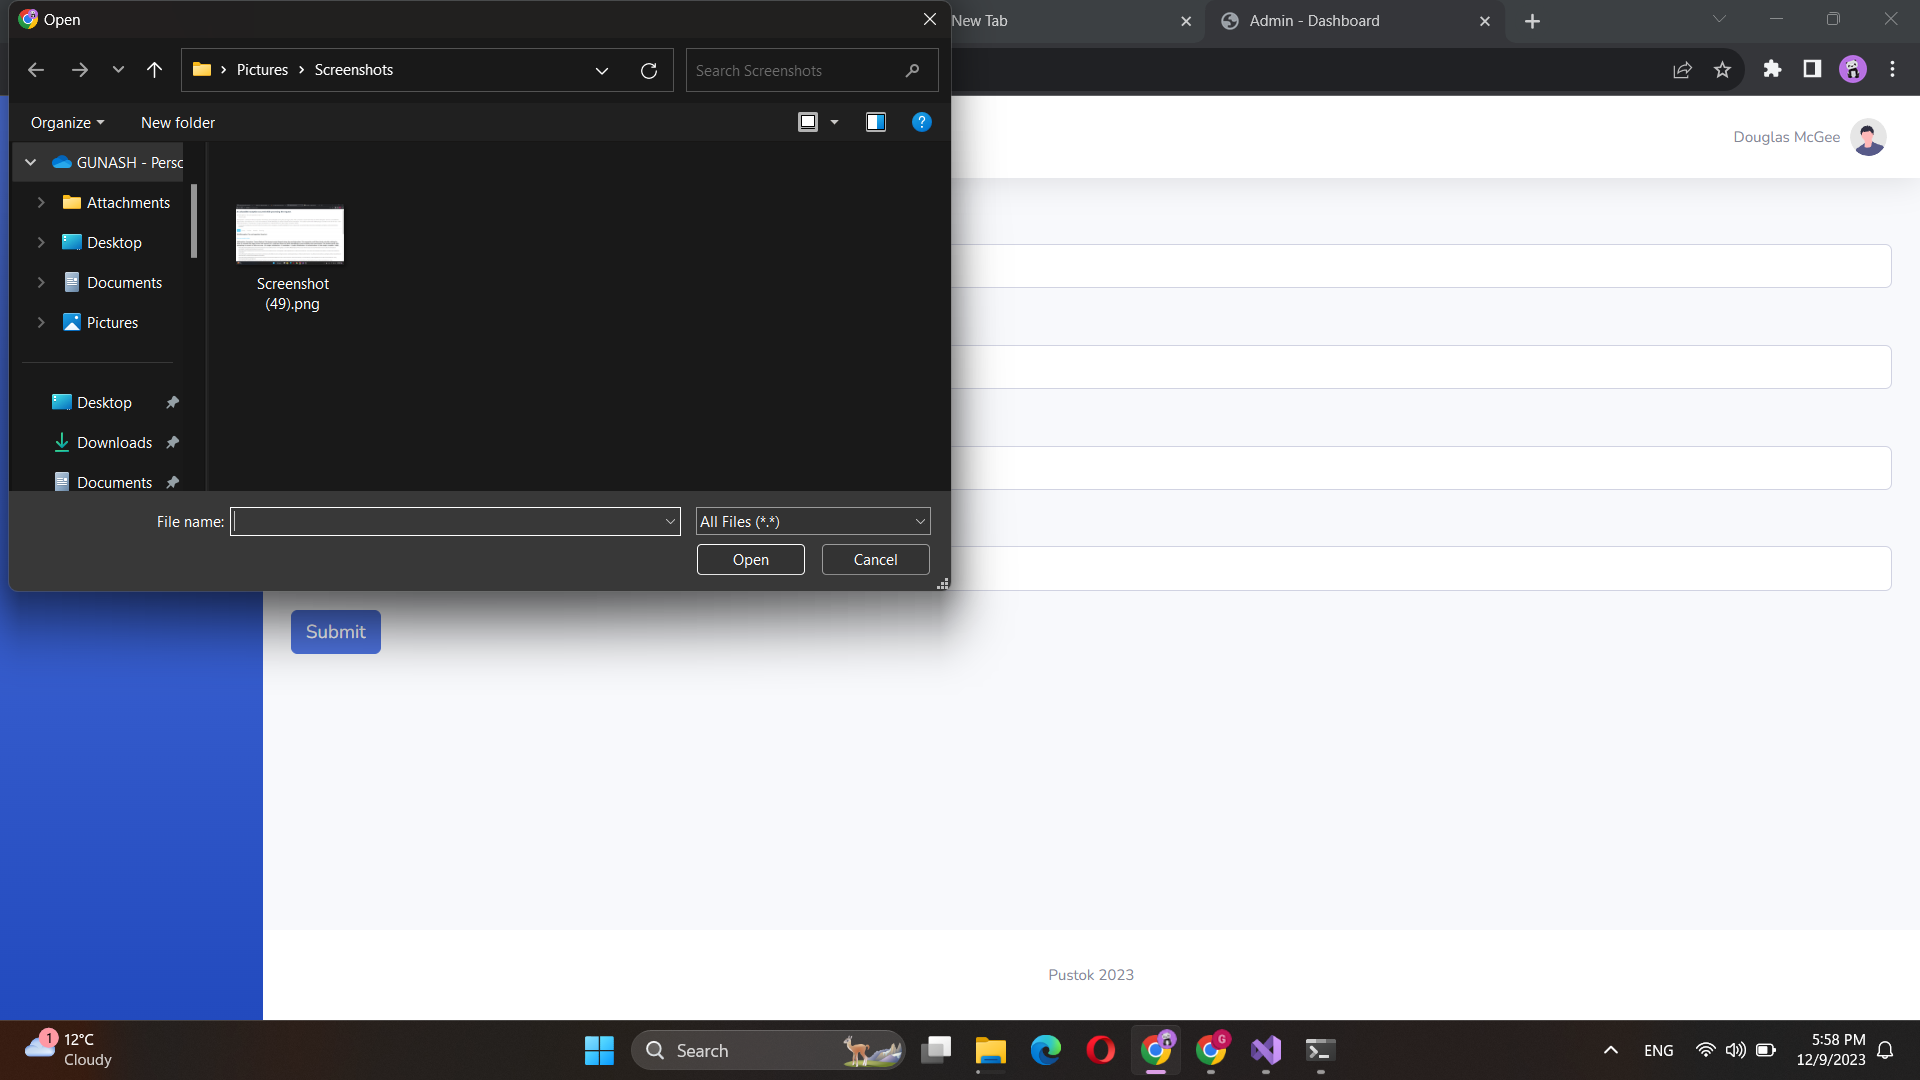 Open
New Tab
Admin - Dashboard
Pictures
Screenshots
Search Screenshots
Organize
New folder
?
Douglas McGee
GUNASH - Persc
Attachments
Desktop
Documents
Pictures
Screenshot
(49).png
Desktop
Downloads
Documents
File name:
All Files (*.*)
Open
Cancel
Submit
Pustok 2023
1
12°C
Cloudy
Search
G
ENG
5:58 PM
12/9/2023